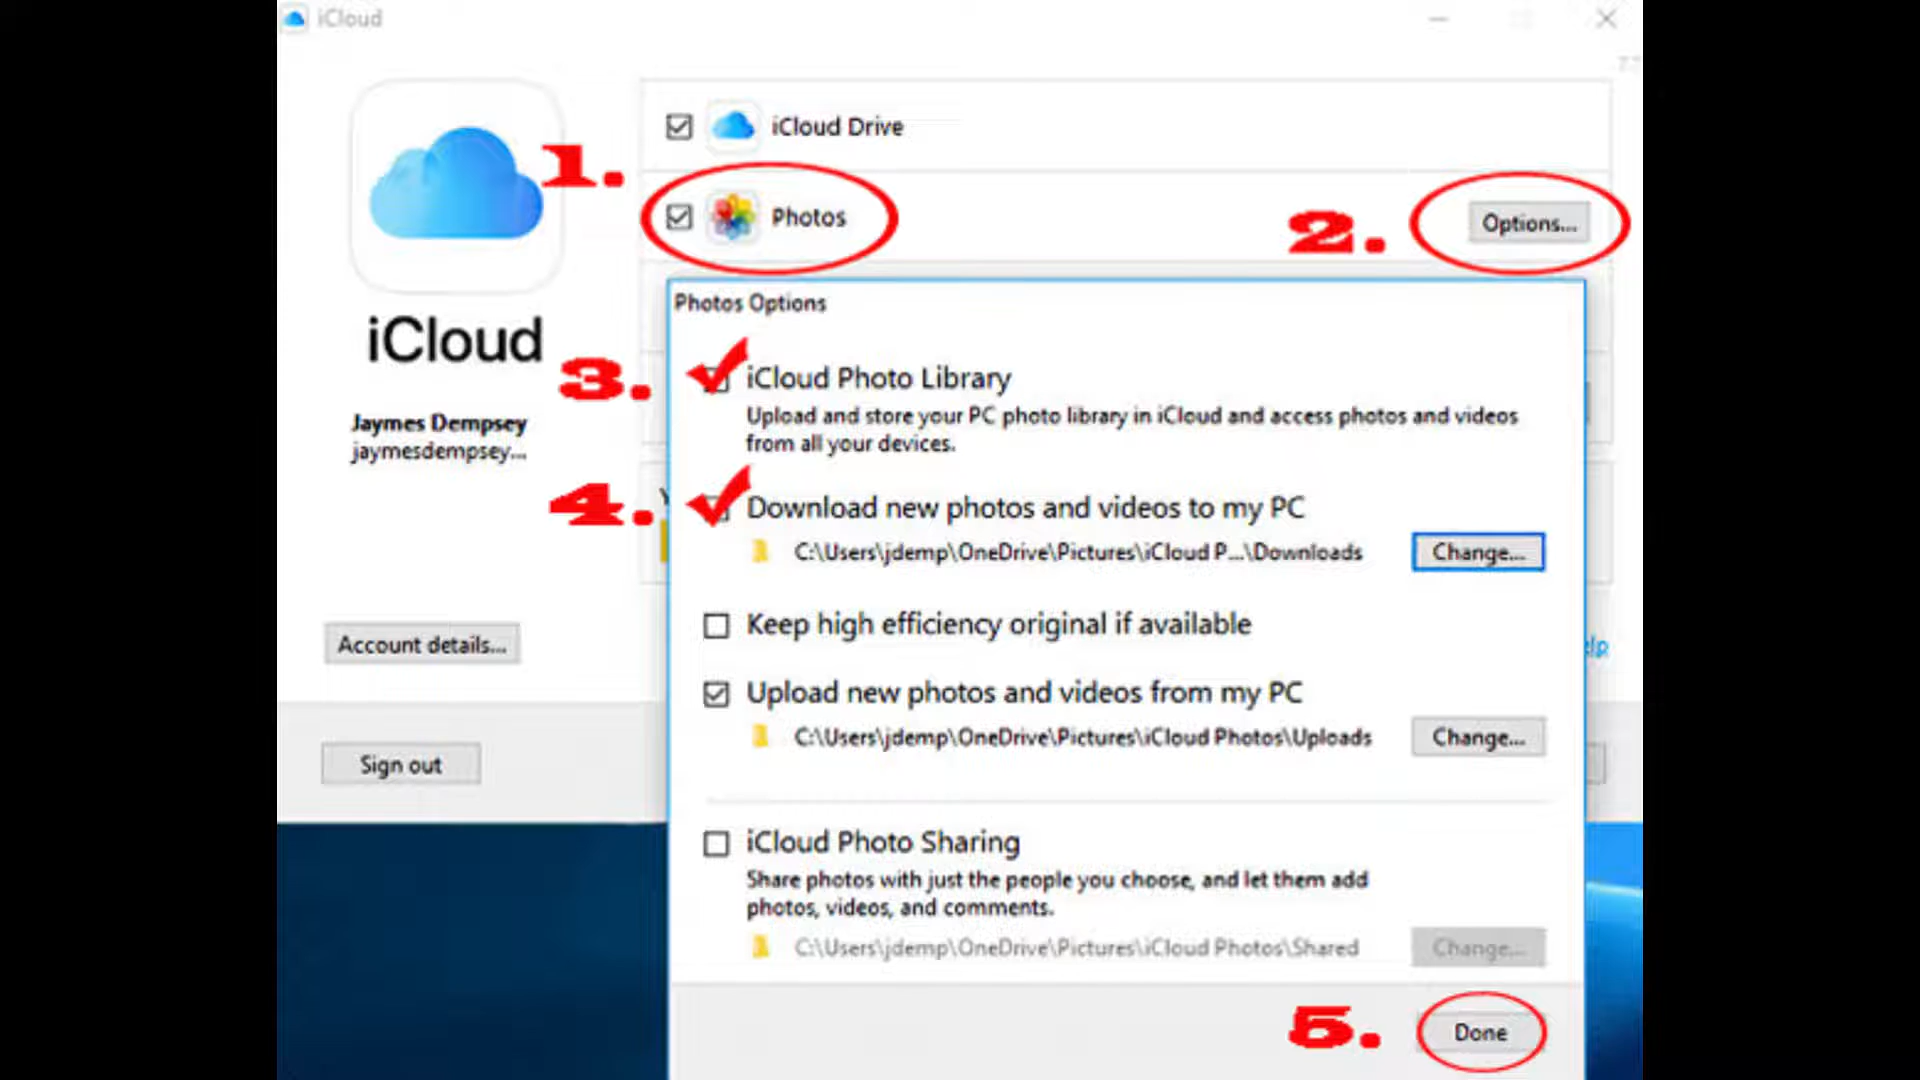 iCloud
iCloud Drive
1.
Photos
2.
Options...
iCloud
Jaymes Dempsey
jaymesdempsey...
Account details...
Sign out
Photos Options
3.
iCloud Photo Library
Upload and store your PC photo library in iCloud and access photos and videos
from all your devices.
4.
Download new photos and videos to my PC
C:\Users\jdemp\OneDrive\Pictures\iCloud P...\Downloads
Change...
Keep high efficiency original if available
Upload new photos and videos from my PC
C:\Users\jdemp\OneDrive\Pictures\iCloud Photos\Uploads
Change...
iCloud Photo Sharing
Share photos with just the people you choose, and let them add
photos, videos, and comments.
C:\Users\jdemp\OneDrive\Pictures\iCloud Photos\Shared
Change...
5.
Done